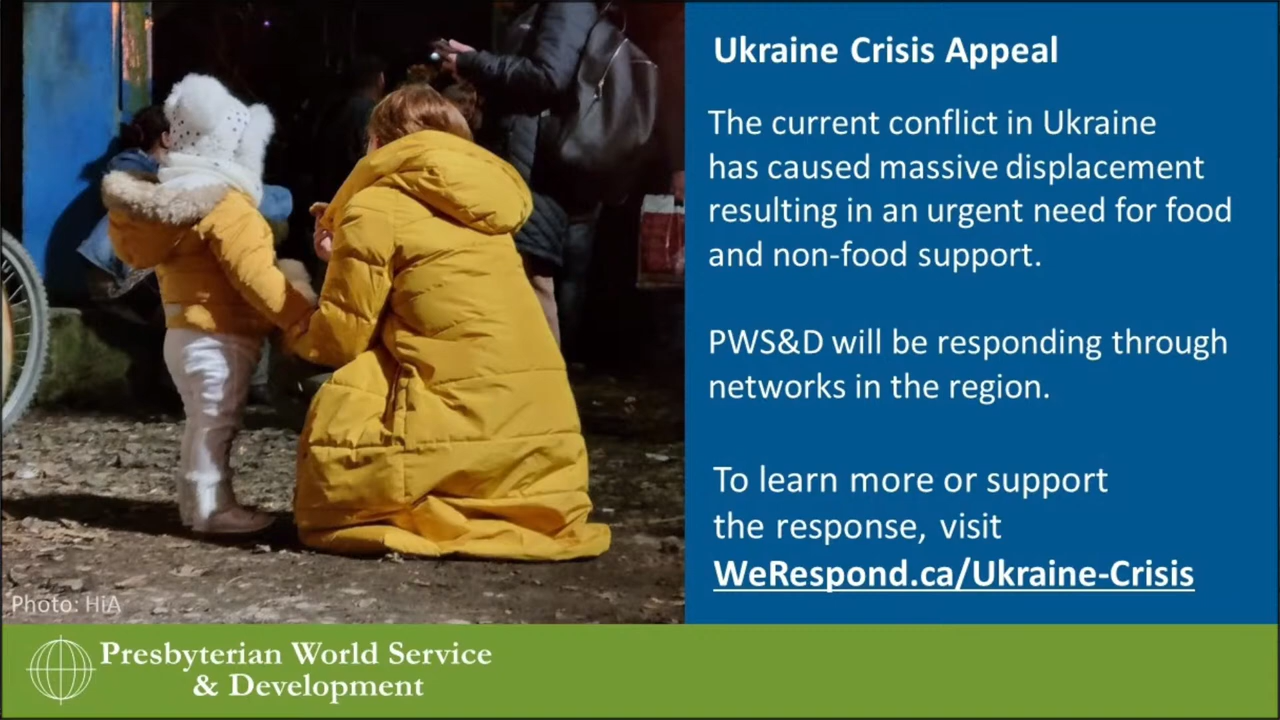 Ukraine Crisis Appeal
The current conflict in Ukraine
has caused massive displacement
resulting in an urgent need for food
and non-food support.
PWS&D will be responding through
networks in the region.
To learn more or support
the response, visit
WeRespond.ca/Ukraine-Crisis
Photo: HiA
Presbyterian World Service
& Development